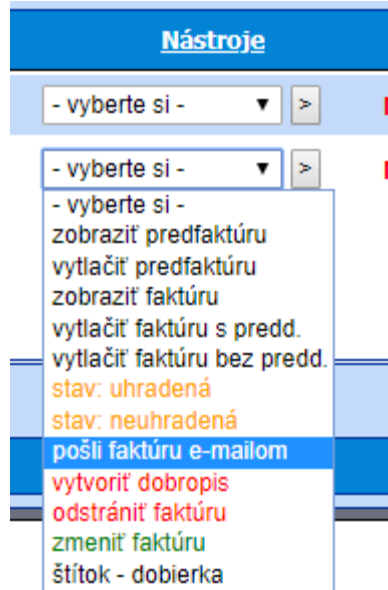 Nástroje
- vyberte si - ▼ >
- vyberte si - ▼ >
- vyberte si -
zobraziť predfaktúru
vytlačiť predfaktúru
zobraziť faktúru
vytlačiť faktúru s predd.
vytlačiť faktúru bez predd.
stav: uhradená
stav: neuhradená
pošli faktúru e-mailom
vytvoriť dobropis
odstrániť faktúru
zmeniť faktúru
štítok - dobierka